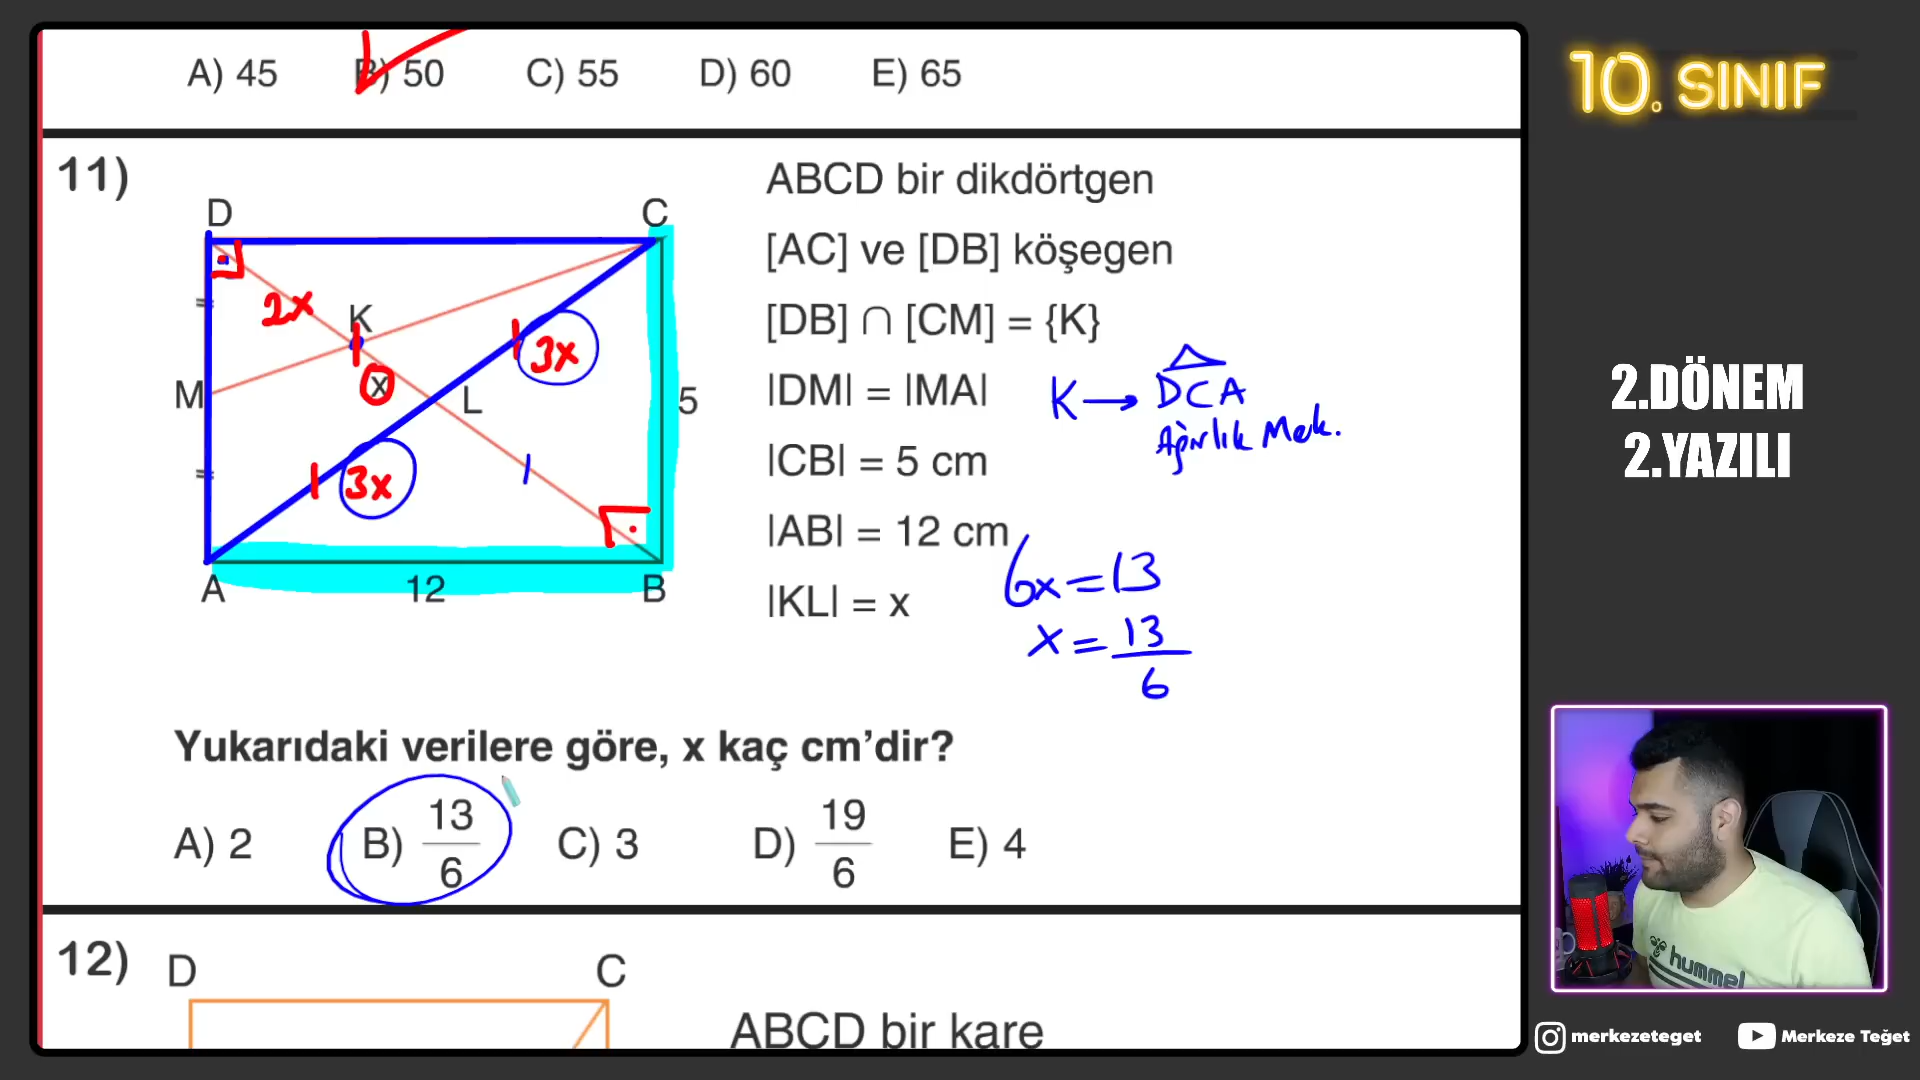 A) 45 B) 50 C) 55 D) 60 E) 65
10. SINIF
11)
D C
2x K
3x
M x L 5
3x
A 12 B
ABCD bir dikdörtgen
[AC] ve [DB] köşegen
[DB] ∩ [CM] = {K}
|DM| = |MA|
|CB| = 5 cm
|AB| = 12 cm
|KL| = x
K → DCA
Ağırlık Mek.
6x = 13
x = 13/6
Yukarıdaki verilere göre, x kaç cm'dir?
A) 2 B) 13/6 C) 3 D) 19/6 E) 4
12) D C
ABCD bir kare
2.DÖNEM
2.YAZILI
hummel
merkezeteget Merkeze Teğet